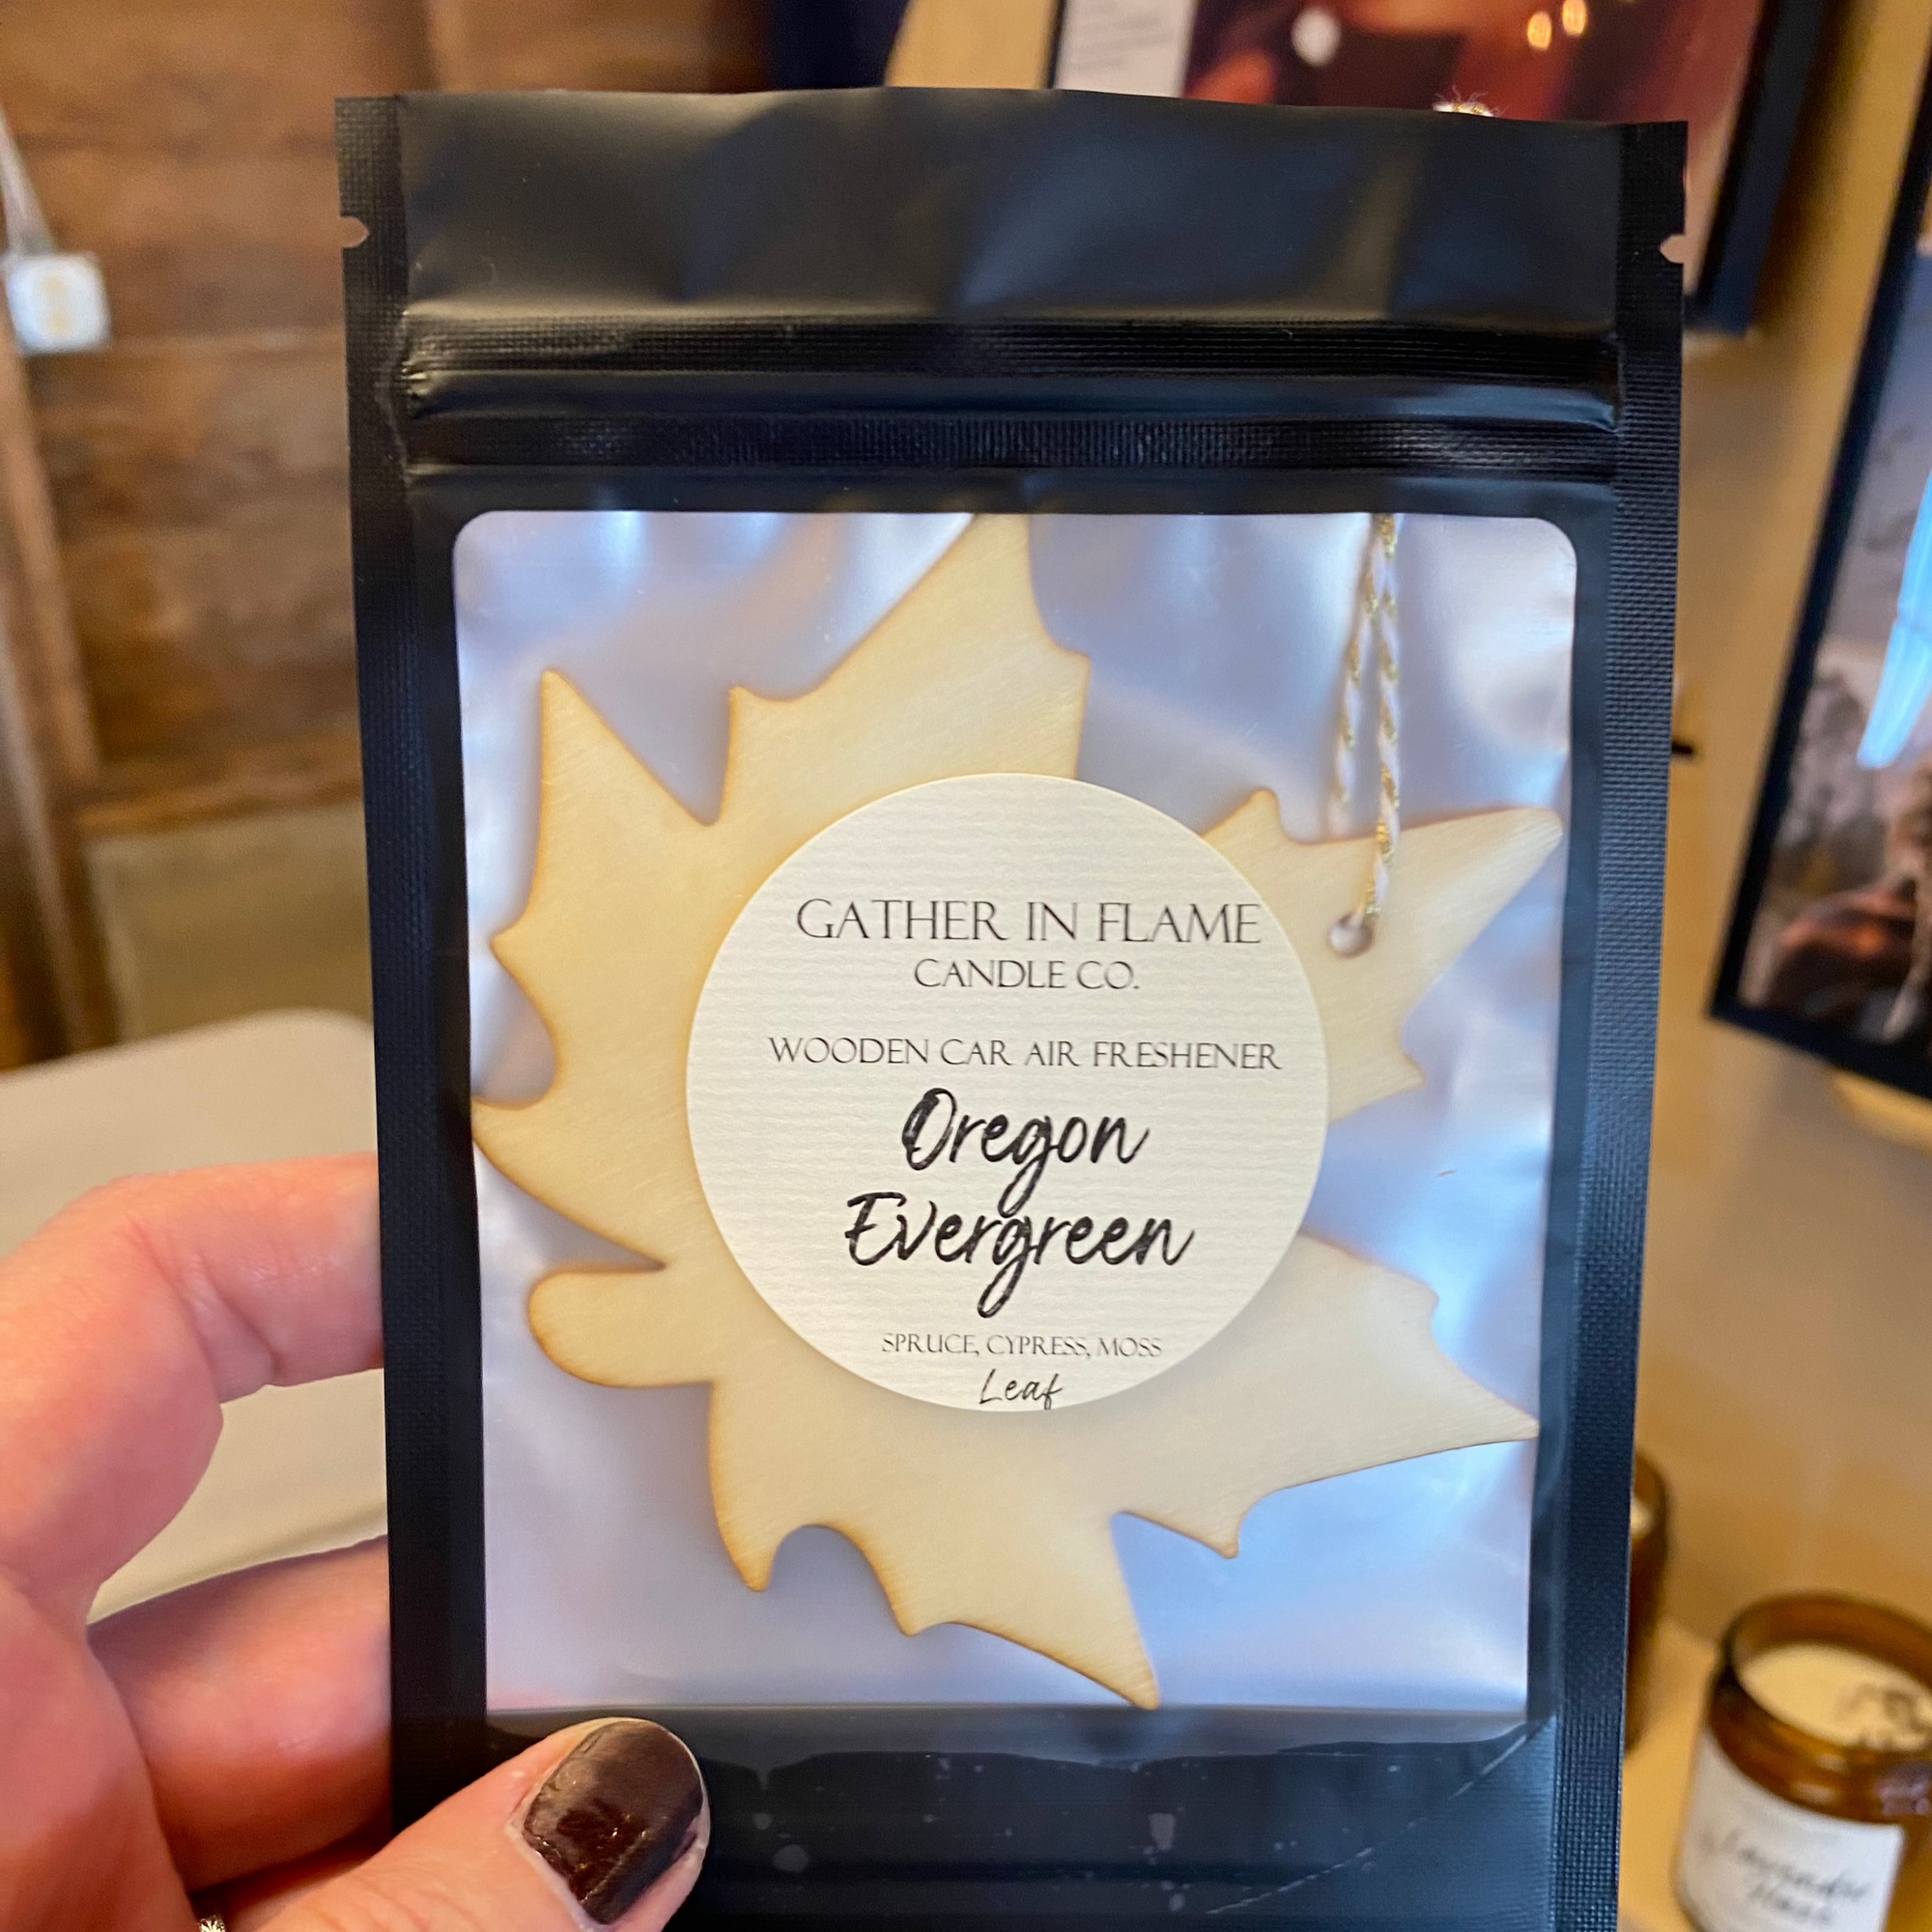 GATHER IN FLAME
CANDLE CO.
WOODEN CAR AIR FRESHENER
Oregon
Evergreen
SPRUCE, CYPRESS, MOSS
Leaf